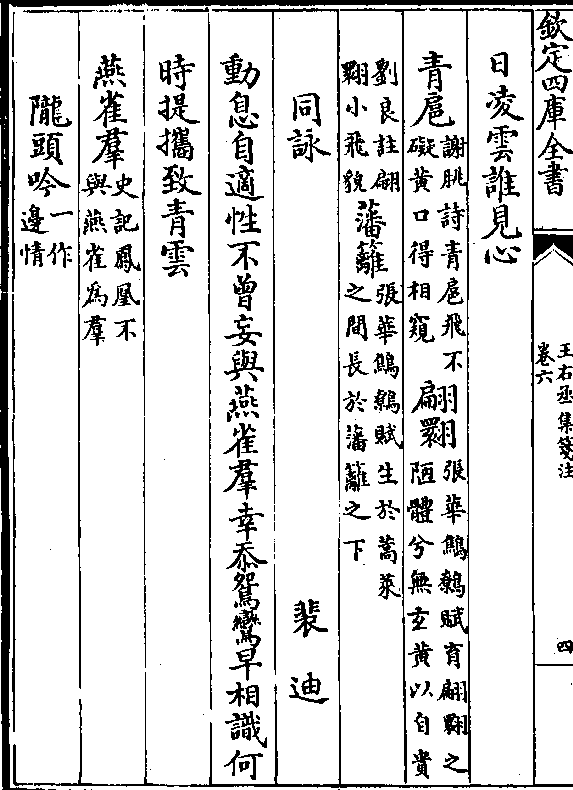 欽定四庫全書
王右丞集箋注
卷六
四
日凌雲誰見心
青扈 謝朓詩青扈飛不
礙黄口得相窺
翩翾 張華鷦鷯賦育翩翾之
陋體兮無玄黄以自貴
劉良註翩
翾小飛貌
藩籬 張華鷦鷯賦生於蒿萊
之間長於藩籬之下
同詠 裴迪
動息自適性不曾妄與燕雀羣幸忝鴛鸞早相識何
時提攜致青雲
燕雀羣 史記鳳凰不
與燕雀爲羣
隴頭吟 一作
邊情